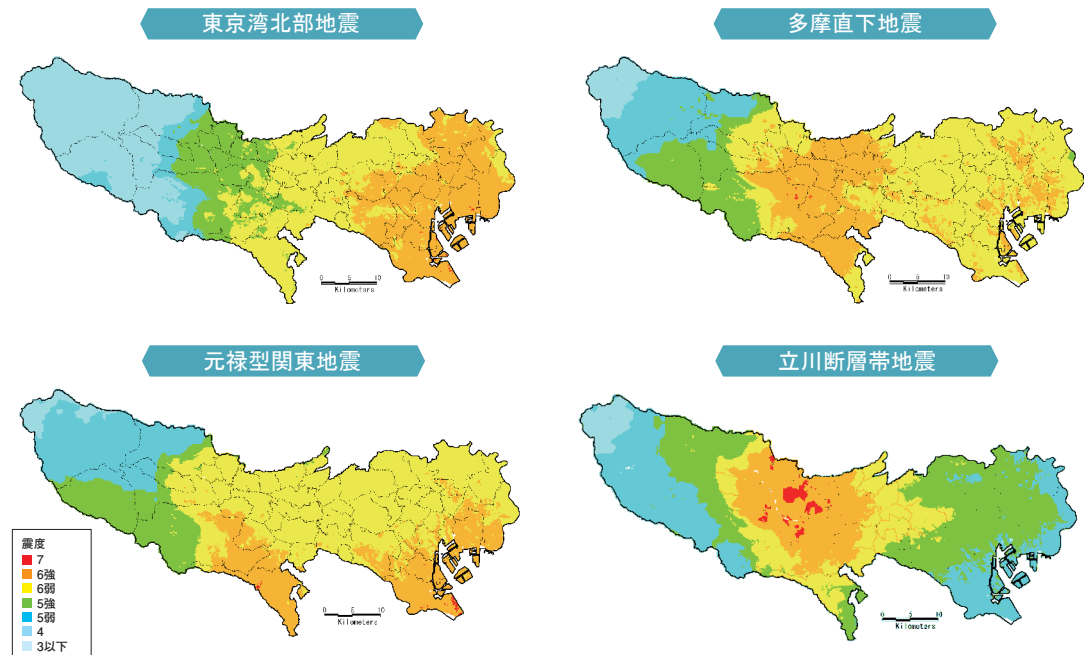 東京湾北部地震
多摩直下地震
0 5 10
Kilometers
0 5 10
Kilometers
元禄型関東地震
立川断層帯地震
震度
7
6強
6弱
5強
5弱
4
3以下
0 5 10
Kilometers
0 5 10
Kilometers